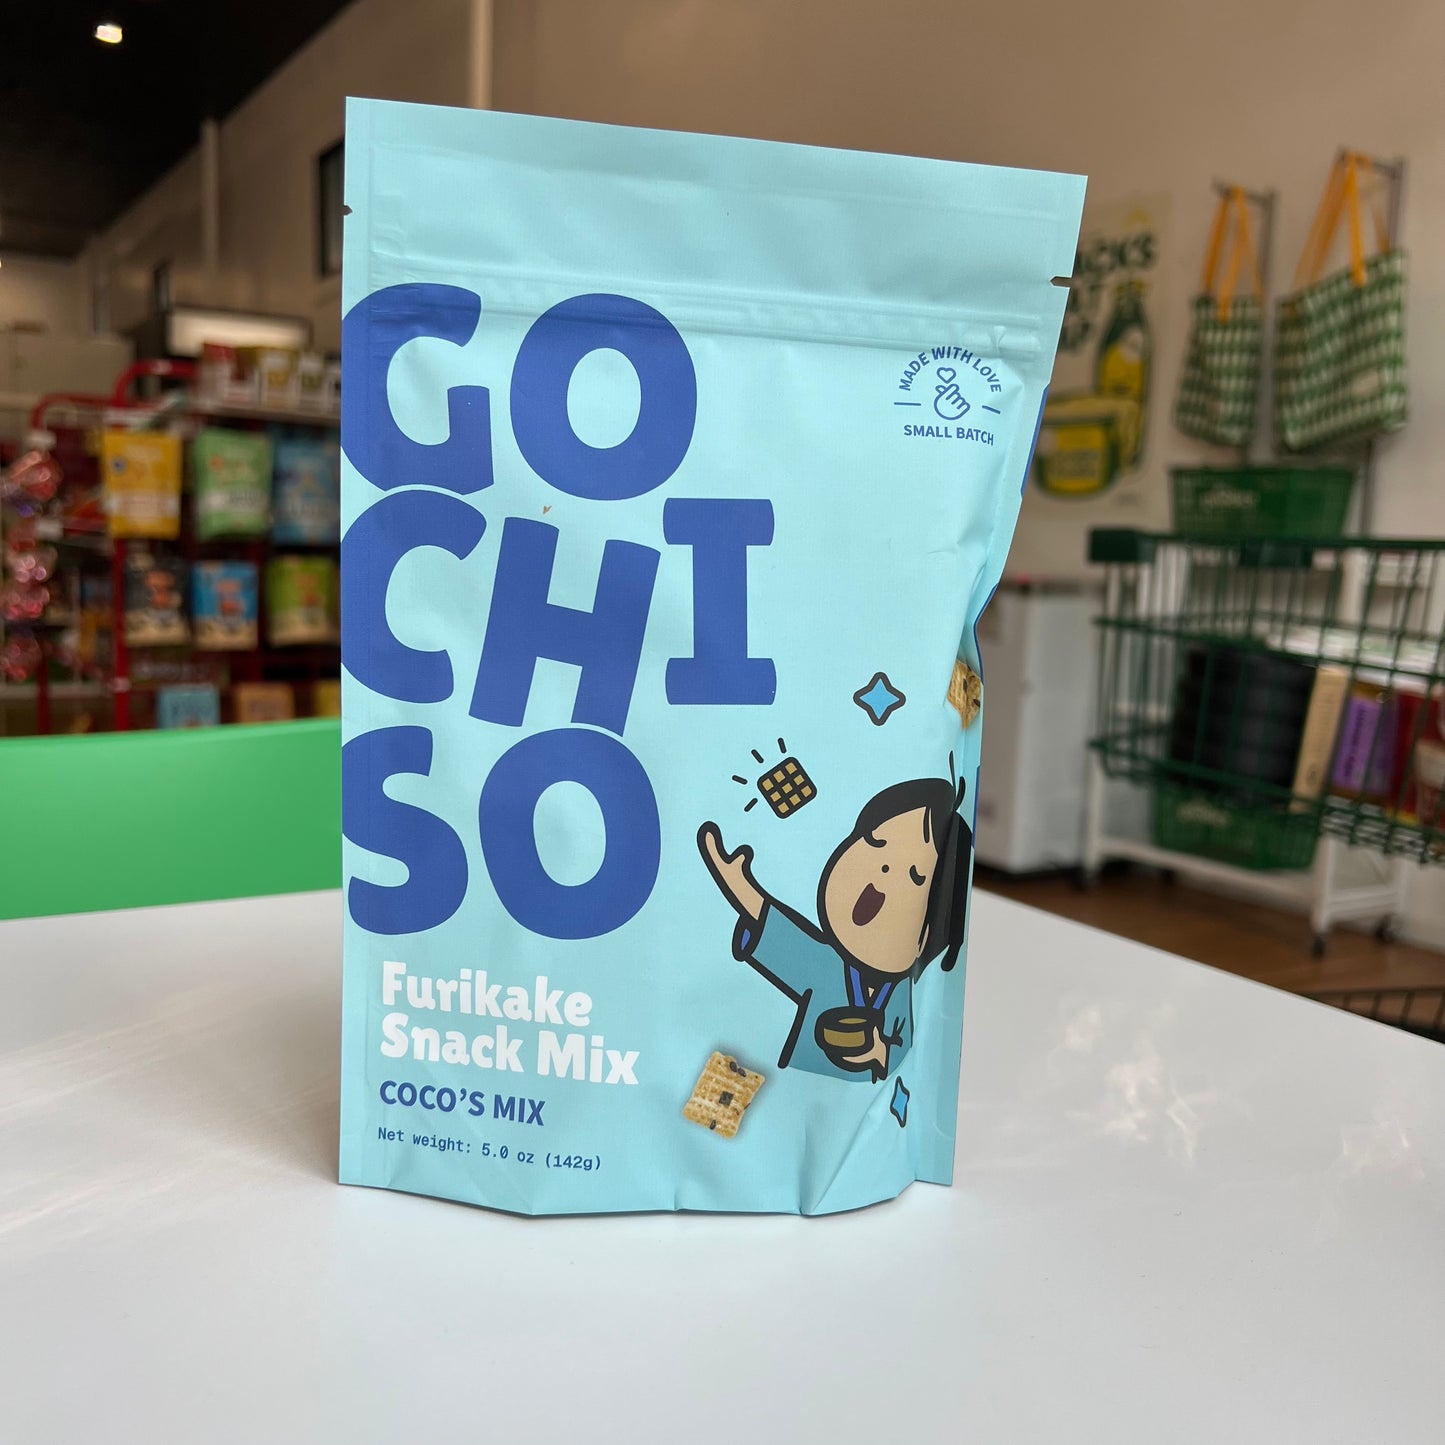 GO
CHI
SO
MADE WITH LOVE
SMALL BATCH
Furikake
Snack Mix
COCO'S MIX
Net weight: 5.0 oz (142g)